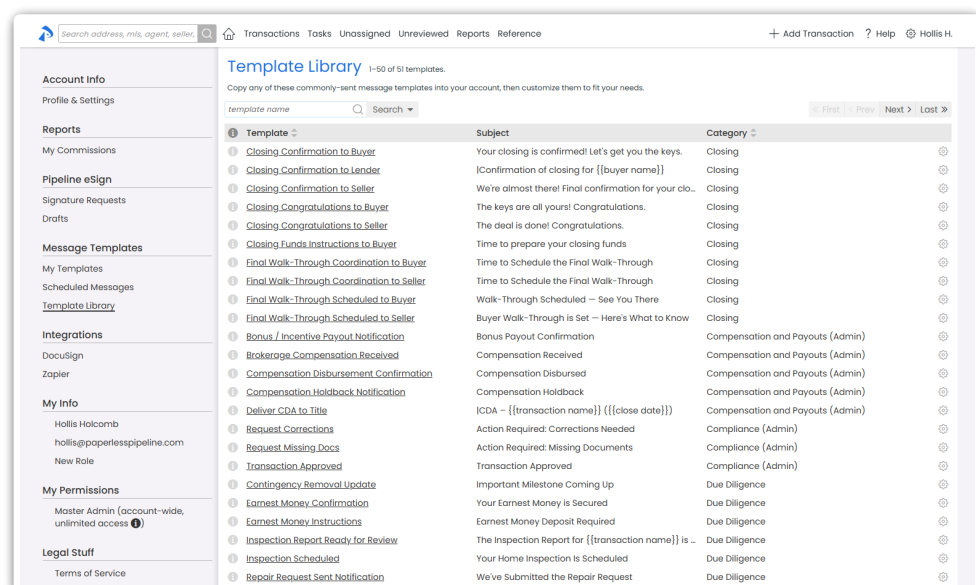 Search address, mls, agent, seller,
Transactions Tasks Unassigned Unreviewed Reports Reference
+ Add Transaction ? Help Hollis H.
Account Info
Profile & Settings
Reports
My Commissions
Pipeline eSign
Signature Requests
Drafts
Message Templates
My Templates
Scheduled Messages
Template Library
Integrations
DocuSign
Zapier
My Info
Hollis Holcomb
hollis@paperlesspipeline.com
New Role
My Permissions
Master Admin (account-wide,
unlimited access)
Legal Stuff
Terms of Service
Template Library 1-50 of 51 templates.
Copy any of these commonly-sent message templates into your account, then customize them to fit your needs.
template name Search
« First < Prev Next > Last »
Template Subject Category
Closing Confirmation to Buyer Your closing is confirmed! Let's get you the keys. Closing
Closing Confirmation to Lender |Confirmation of closing for {{buyer name}} Closing
Closing Confirmation to Seller We're almost there! Final confirmation for your clo... Closing
Closing Congratulations to Buyer The keys are all yours! Congratulations. Closing
Closing Congratulations to Seller The deal is done! Congratulations. Closing
Closing Funds Instructions to Buyer Time to prepare your closing funds Closing
Final Walk-Through Coordination to Buyer Time to Schedule the Final Walk-Through Closing
Final Walk-Through Coordination to Seller Time to Schedule the Final Walk-Through Closing
Final Walk-Through Scheduled to Buyer Walk-Through Scheduled — See You There Closing
Final Walk-Through Scheduled to Seller Buyer Walk-Through is Set — Here's What to Know Closing
Bonus / Incentive Payout Notification Bonus Payout Confirmation Compensation and Payouts (Admin)
Brokerage Compensation Received Compensation Received Compensation and Payouts (Admin)
Compensation Disbursement Confirmation Compensation Disbursed Compensation and Payouts (Admin)
Compensation Holdback Notification Compensation Holdback Compensation and Payouts (Admin)
Deliver CDA to Title |CDA – {{transaction name}} ({{close date}}) Compensation and Payouts (Admin)
Request Corrections Action Required: Corrections Needed Compliance (Admin)
Request Missing Docs Action Required: Missing Documents Compliance (Admin)
Transaction Approved Transaction Approved Compliance (Admin)
Contingency Removal Update Important Milestone Coming Up Due Diligence
Earnest Money Confirmation Your Earnest Money is Secured Due Diligence
Earnest Money Instructions Earnest Money Deposit Required Due Diligence
Inspection Report Ready for Review The Inspection Report for {{transaction name}} is ... Due Diligence
Inspection Scheduled Your Home Inspection Is Scheduled Due Diligence
Repair Request Sent Notification We've Submitted the Repair Request Due Diligence